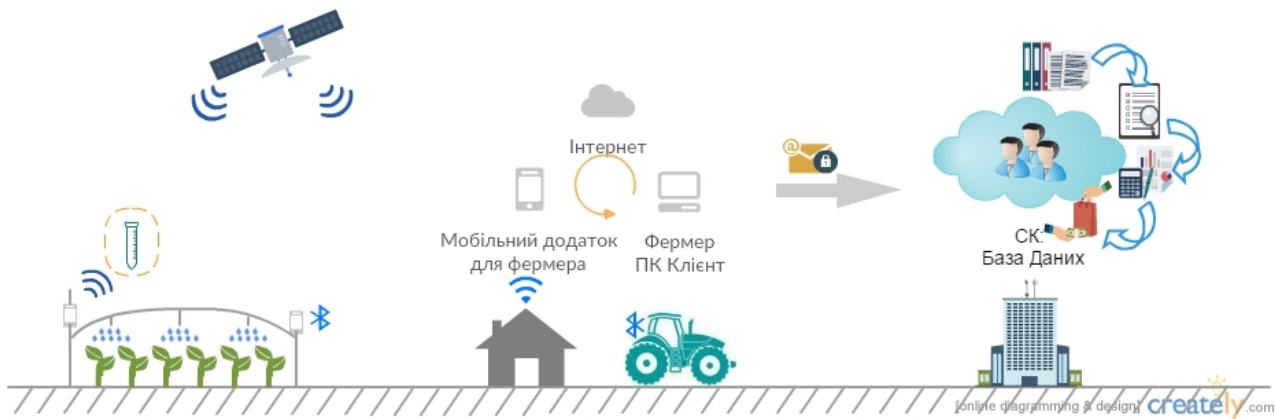 Інтернет
Мобільний додаток
для фермера
Фермер
ПК Клієнт
@
СК:
База Даних
[online diagramming & design]
creately.com